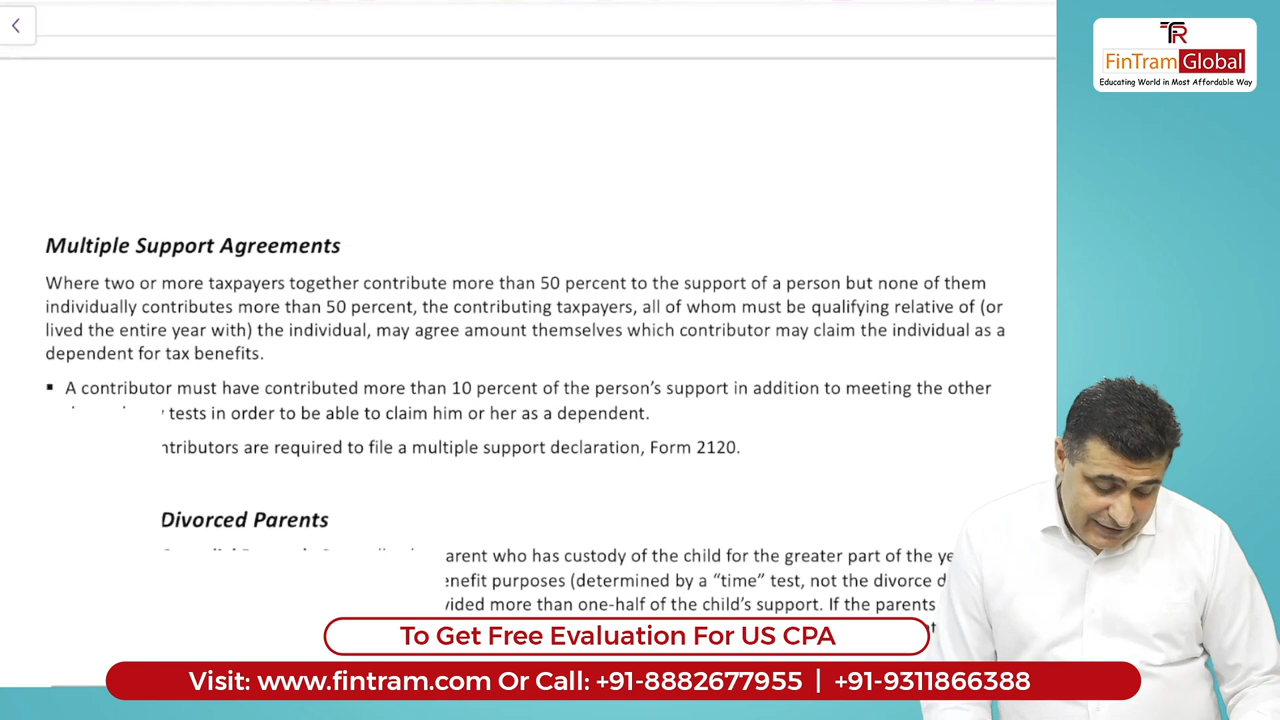 FinTram Global
Educating World in Most Affordable Way
Multiple Support Agreements
Where two or more taxpayers together contribute more than 50 percent to the support of a person but none of them
individually contributes more than 50 percent, the contributing taxpayers, all of whom must be qualifying relative of (or
lived the entire year with) the individual, may agree amount themselves which contributor may claim the individual as a
dependent for tax benefits.
▪ A contributor must have contributed more than 10 percent of the person's support in addition to meeting the other
tests in order to be able to claim him or her as a dependent.
are required to file a multiple support declaration, Form 2120.
Divorced Parents
who has custody of the child for the greater part of the
purposes (determined by a "time" test, not the divorce
more than one-half of the child's support. If the parents
To Get Free Evaluation For US CPA
Visit: www.fintram.com Or Call: +91-8882677955 | +91-9311866388